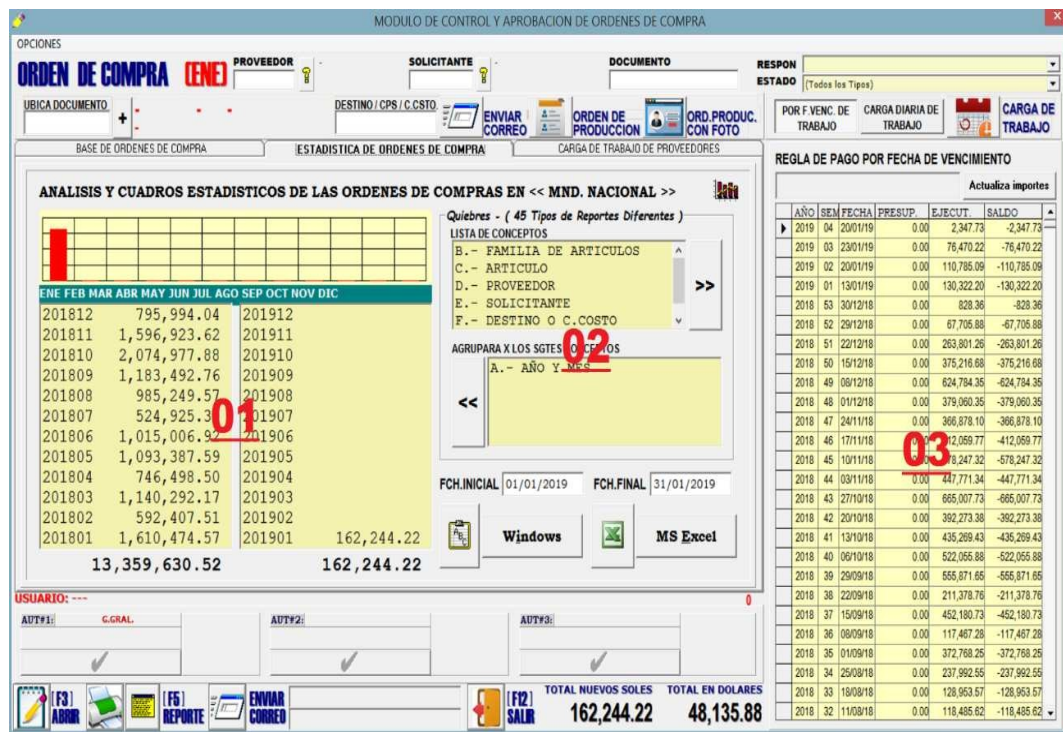 MODULO DE CONTROL Y APROBACION DE ORDENES DE COMPRA
x
OPCIONES
ORDEN DE COMPRA (ENE)
PROVEEDOR
SOLICITANTE
DOCUMENTO
RESPON
ESTADO (Todos los Tipos)
UBICA DOCUMENTO
+
DESTINO / CPS / C.CSTO
ENVIAR CORREO
ORDEN DE PRODUCCION
ORD.PRODUC. CON FOTO
POR F.VENC. DE TRABAJO
CARGA DIARIA DE TRABAJO
CARGA DE TRABAJO
BASE DE ORDENES DE COMPRA
ESTADISTICA DE ORDENES DE COMPRA
CARGA DE TRABAJO DE PROVEEDORES
ANALISIS Y CUADROS ESTADISTICOS DE LAS ORDENES DE COMPRAS EN << MND. NACIONAL >>
ENE FEB MAR ABR MAY JUN JUL AGO SEP OCT NOV DIC
201812 795,994.04 201912
201811 1,596,923.62 201911
201810 2,074,977.88 201910
201809 1,183,492.76 201909
201808 985,249.57 201908
201807 524,925.3 201907
201806 1,015,006.92 201906
201805 1,093,387.59 201905
201804 746,498.50 201904
201803 1,140,292.17 201903
201802 592,407.51 201902
201801 1,610,474.57 201901 162,244.22
13,359,630.52 162,244.22
01
Quiebres - ( 45 Tipos de Reportes Diferentes )
LISTA DE CONCEPTOS
B.- FAMILIA DE ARTICULOS
C.- ARTICULO
D.- PROVEEDOR
E.- SOLICITANTE
F.- DESTINO O C.COSTO
>>
02
AGRUPARA X LOS SGTES CONCEPTOS
A.- AÑO Y MES
<<
FCH.INICIAL 01/01/2019 FCH.FINAL 31/01/2019
Windows
MS Excel
USUARIO: ---
0
AUT#1: G.GRAL.
AUT#2:
AUT#3:
[F3] ABRIR
[F5] REPORTE
ENVIAR CORREO
[F12] SALIR
TOTAL NUEVOS SOLES
162,244.22
TOTAL EN DOLARES
48,135.88
REGLA DE PAGO POR FECHA DE VENCIMIENTO
Actualiza importes
AÑO SEM FECHA PRESUP. EJECUT. SALDO
2019 04 20/01/19 0.00 2,347.73 -2,347.73
2019 03 23/01/19 0.00 76,470.22 -76,470.22
2019 02 20/01/19 0.00 110,785.09 -110,785.09
2019 01 13/01/19 0.00 130,322.20 -130,322.20
2018 53 30/12/18 0.00 828.36 -828.36
2018 52 29/12/18 0.00 67,705.88 -67,705.88
2018 51 22/12/18 0.00 263,801.26 -263,801.26
2018 50 15/12/18 0.00 375,216.68 -375,216.68
2018 49 08/12/18 0.00 624,784.35 -624,784.35
2018 48 01/12/18 0.00 379,060.35 -379,060.35
2018 47 24/11/18 0.00 366,878.10 -366,878.10
2018 46 17/11/18 -412,059.77
2018 45 10/11/18 -578,247.32
03
2018 44 03/11/18 0.00 447,771.34 -447,771.34
2018 43 27/10/18 0.00 665,007.73 -665,007.73
2018 42 20/10/18 0.00 392,273.38 -392,273.38
2018 41 13/10/18 0.00 435,269.43 -435,269.43
2018 40 06/10/18 0.00 522,055.88 -522,055.88
2018 39 29/09/18 0.00 555,871.65 -555,871.65
2018 38 22/09/18 0.00 211,378.76 -211,378.76
2018 37 15/09/18 0.00 452,180.73 -452,180.73
2018 36 08/09/18 0.00 117,467.28 -117,467.28
2018 35 01/09/18 0.00 372,768.25 -372,768.25
2018 34 25/08/18 0.00 237,992.55 -237,992.55
2018 33 18/08/18 0.00 128,953.57 -128,953.57
2018 32 11/08/18 0.00 118,485.62 -118,485.62